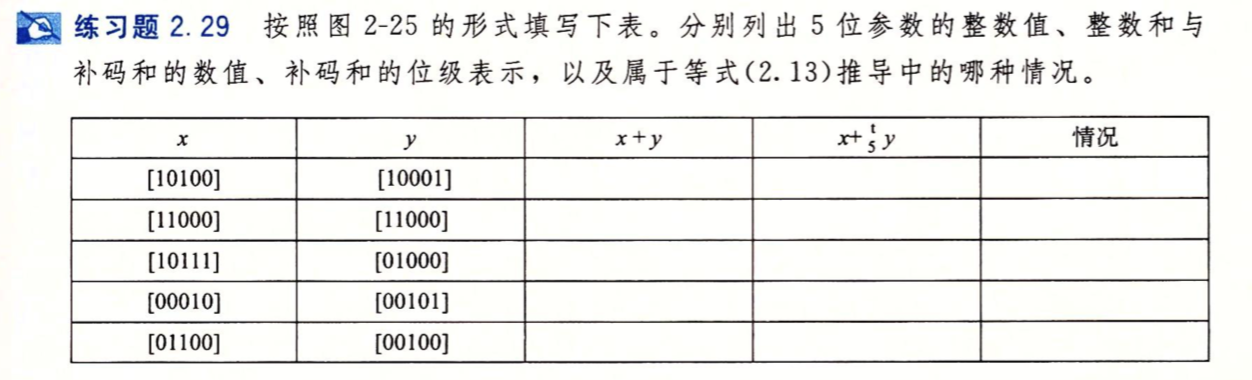 练习题 2.29 按照图 2-25 的形式填写下表。分别列出 5 位参数的整数值、整数和与
补码和的数值、补码和的位级表示，以及属于等式(2.13)推导中的哪种情况。
x y x+y x+ᵗ₅y 情况
[10100] [10001]
[11000] [11000]
[10111] [01000]
[00010] [00101]
[01100] [00100]